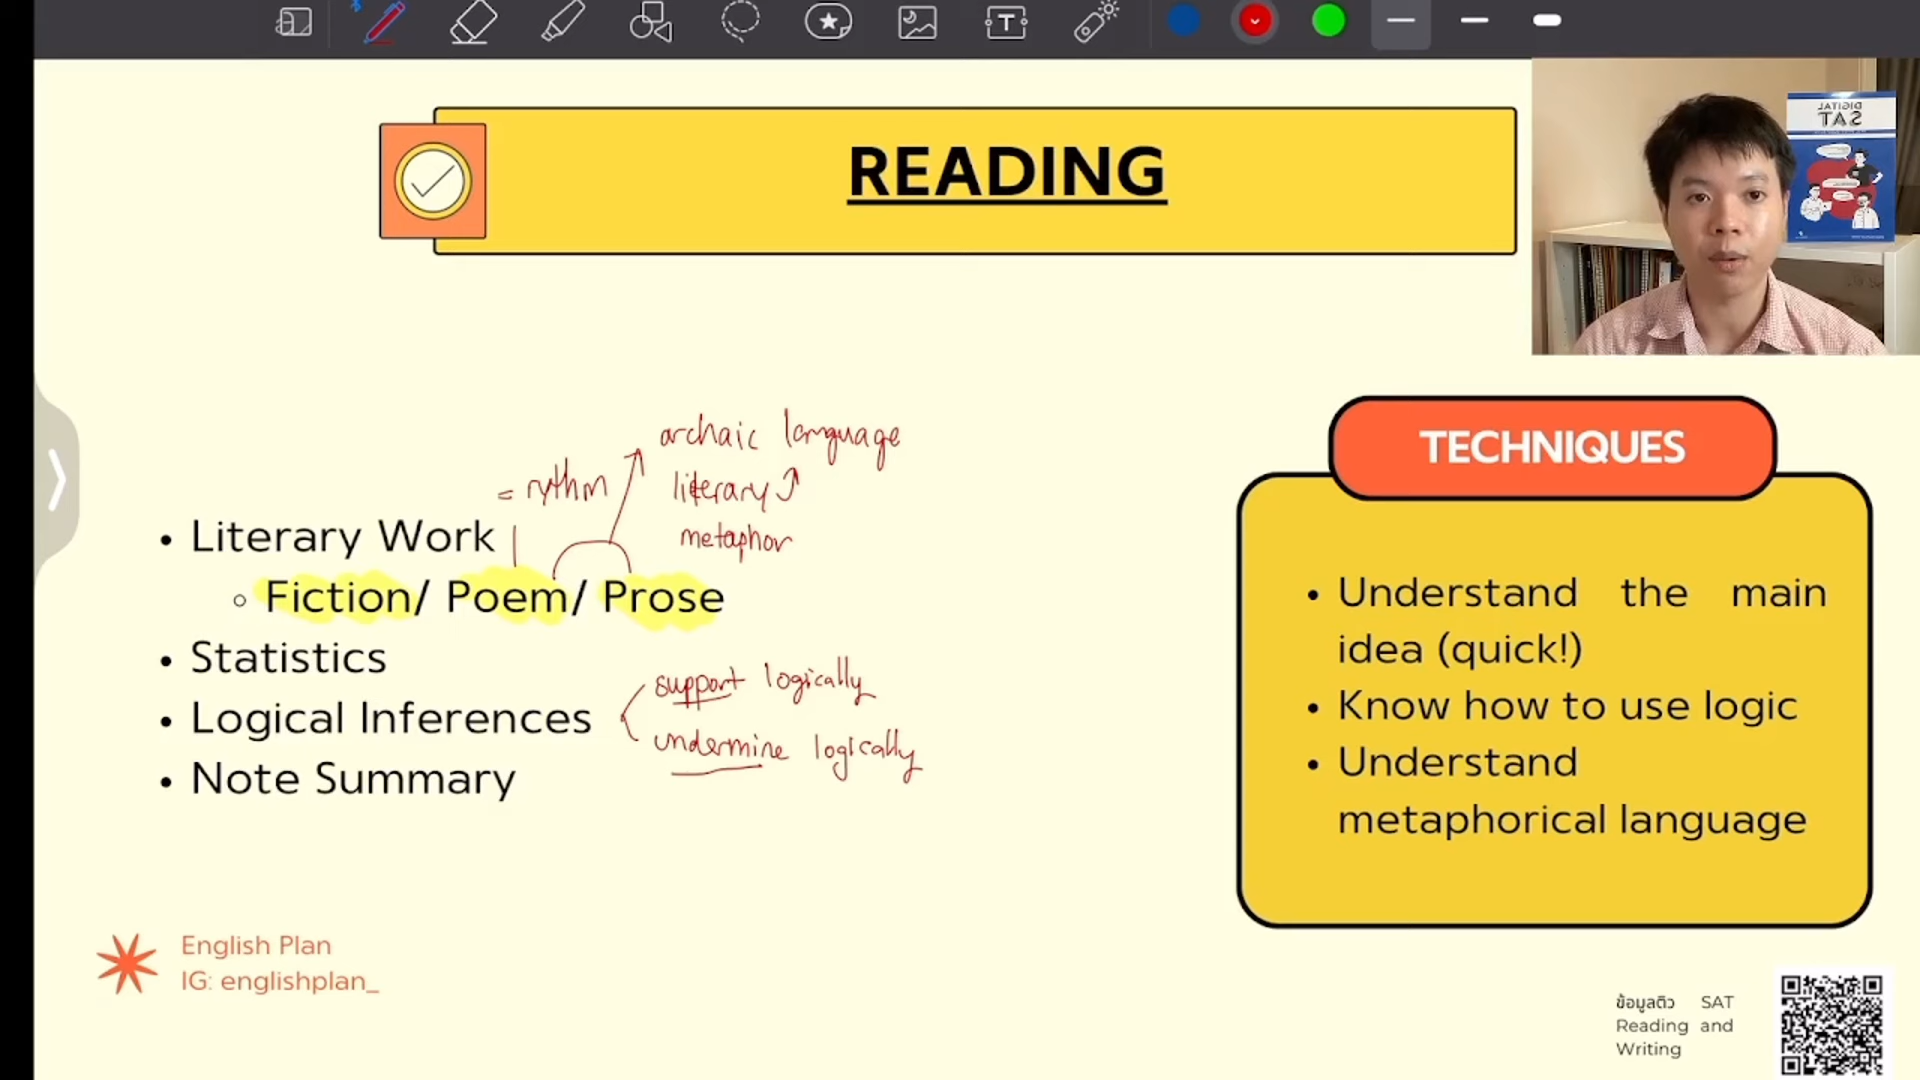 READING
DIGITAL
SAT
archaic language
= rythm
literary
metaphor
• Literary Work
Fiction/ Poem/ Prose
• Statistics
support logically
• Logical Inferences
undermine logically
• Note Summary
TECHNIQUES
• Understand the main
idea (quick!)
• Know how to use logic
• Understand
metaphorical language
English Plan
IG: englishplan_
ข้อมูลติว SAT
Reading and
Writing